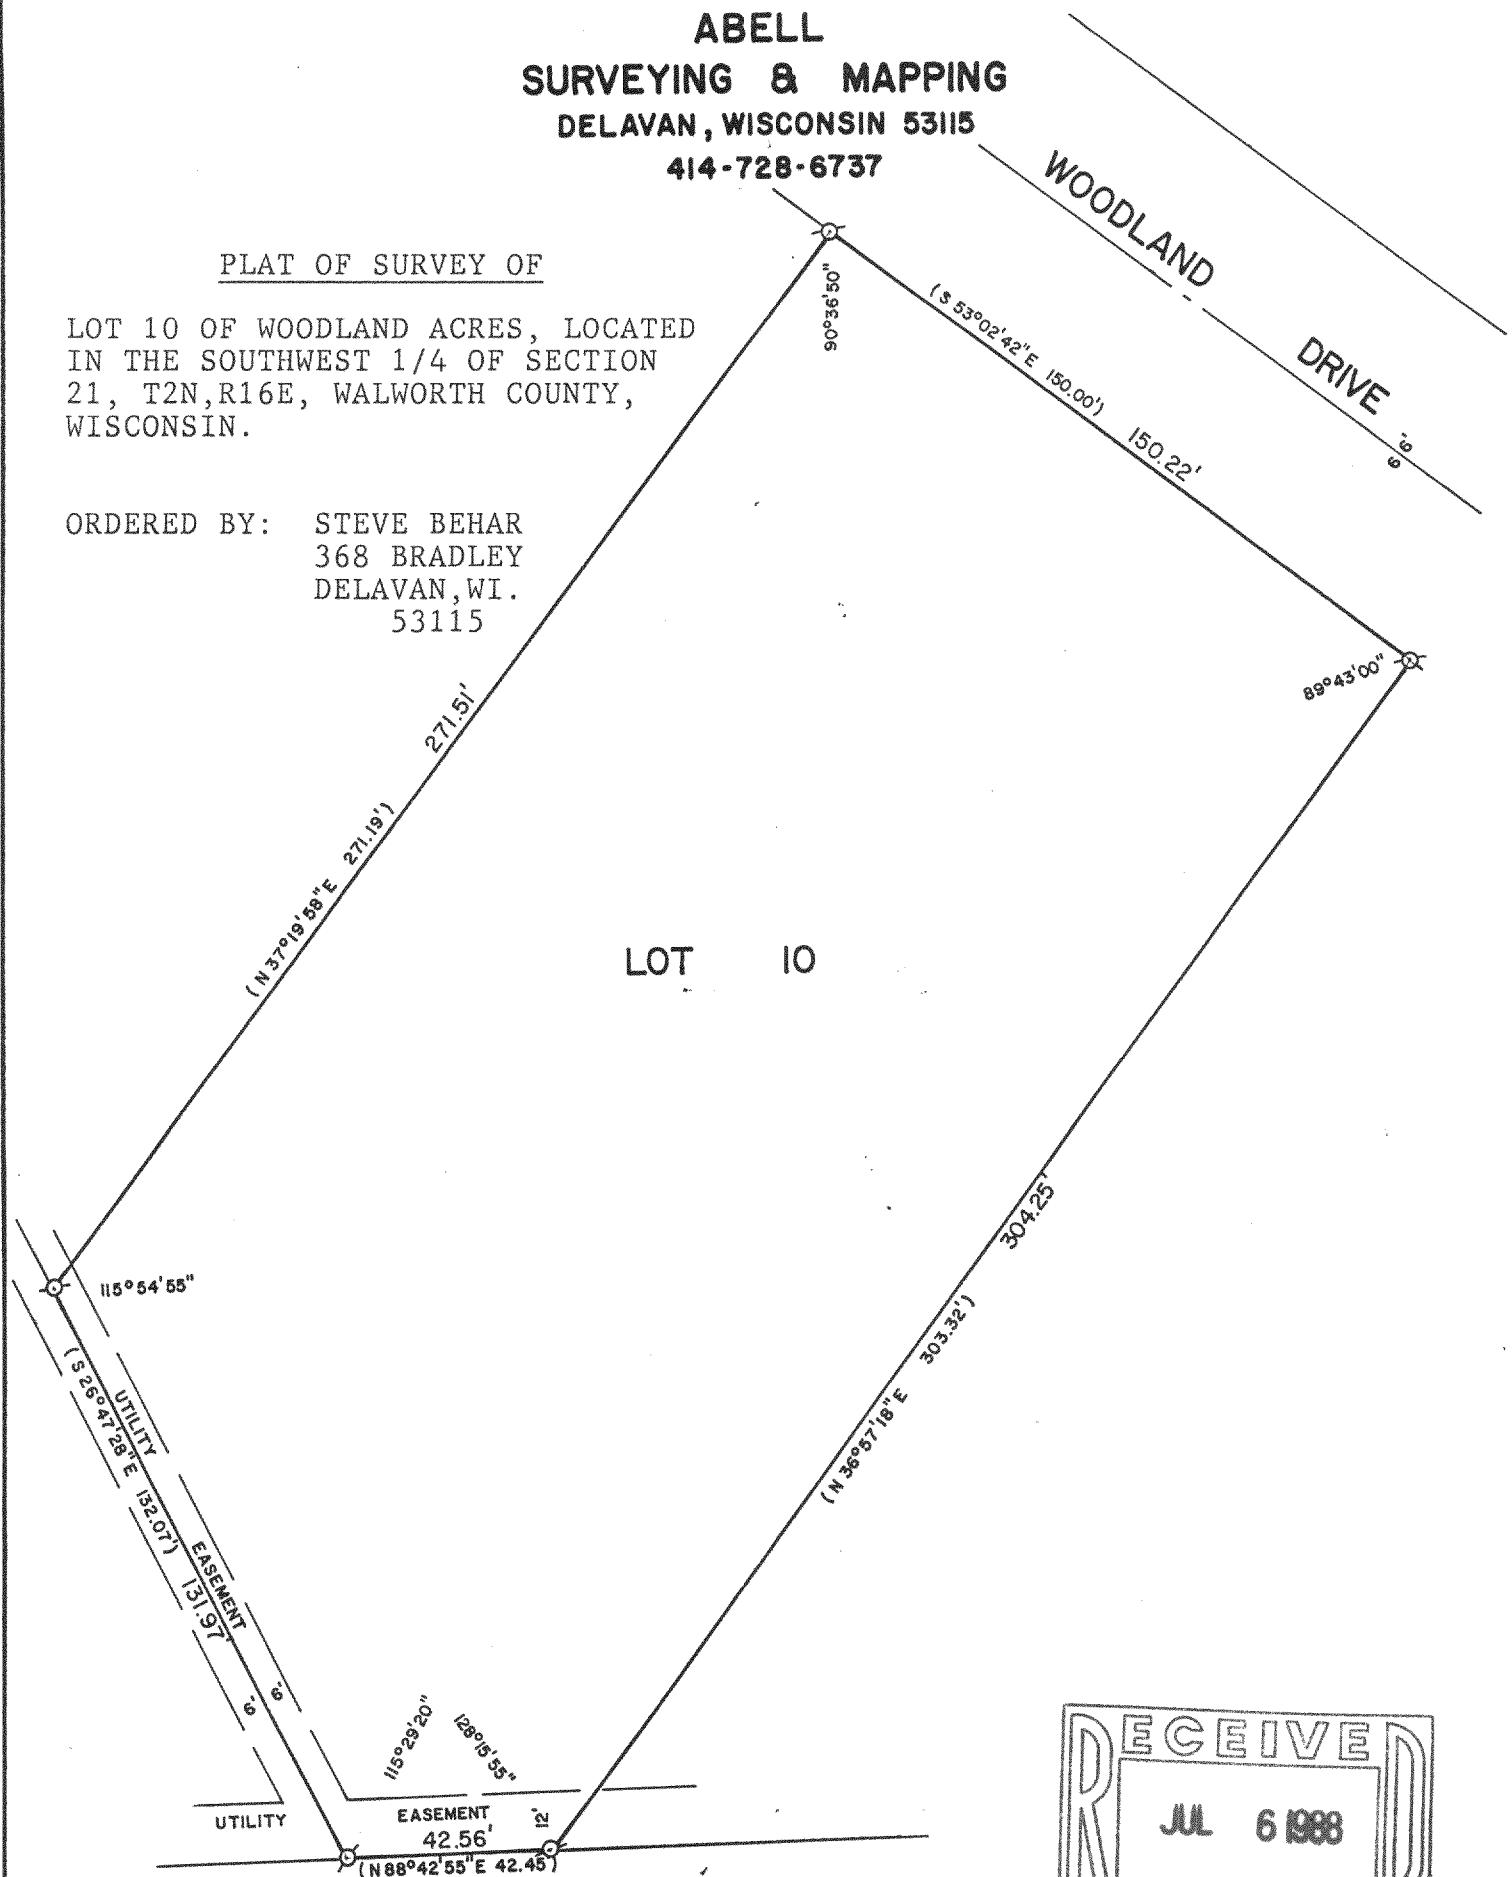 ABELL
SURVEYING & MAPPING
DELAVAN, WISCONSIN 53115
414-728-6737
WOODLAND DRIVE
66'
PLAT OF SURVEY OF
LOT 10 OF WOODLAND ACRES, LOCATED
IN THE SOUTHWEST 1/4 OF SECTION
21, T2N,R16E, WALWORTH COUNTY,
WISCONSIN.
ORDERED BY: STEVE BEHAR
368 BRADLEY
DELAVAN,WI.
53115
90°36'50"
(S 53°02'42"E 150.00')
150.22'
89°43'00"
271.51'
(N 37°19'58"E 271.19')
LOT 10
304.25'
(N 36°57'18"E 303.32')
115°54'55"
(S 26°47'28"E 132.07')
131.97'
UTILITY EASEMENT
6' 6'
115°29'20"
128°15'55"
UTILITY EASEMENT
12'
42.56'
(N88°42'55"E 42.45')
RECEIVED
JUL 6 1988